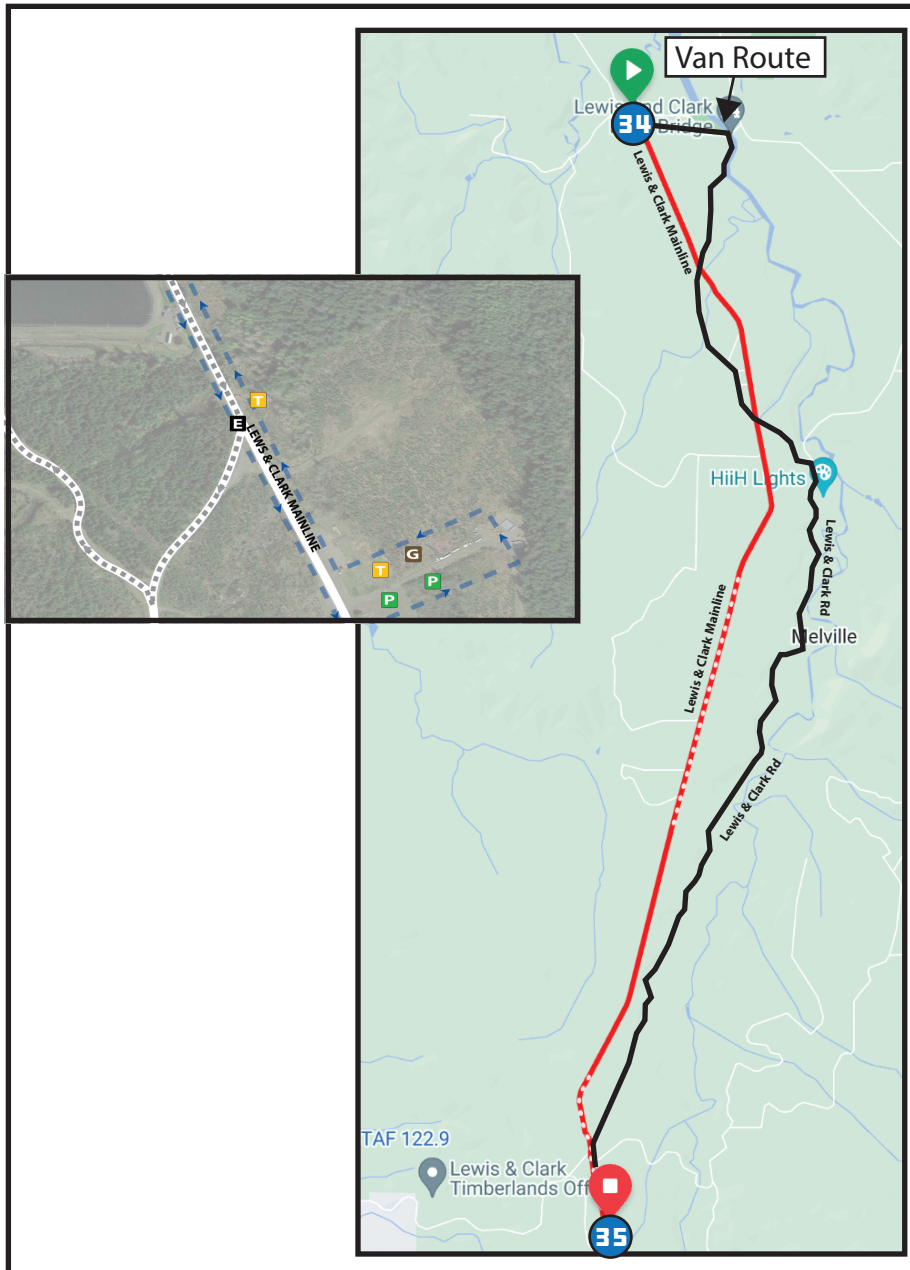 Van Route
Lewis and Clark
Bridge
34
Lewis & Clark Mainline
T
E
LEWS & CLARK MAINLINE
G
T
P
P
HiiH Lights
Lewis & Clark Rd
Melville
Lewis & Clark Mainline
Lewis & Clark Rd
TAF 122.9
Lewis & Clark
Timberlands Off
35